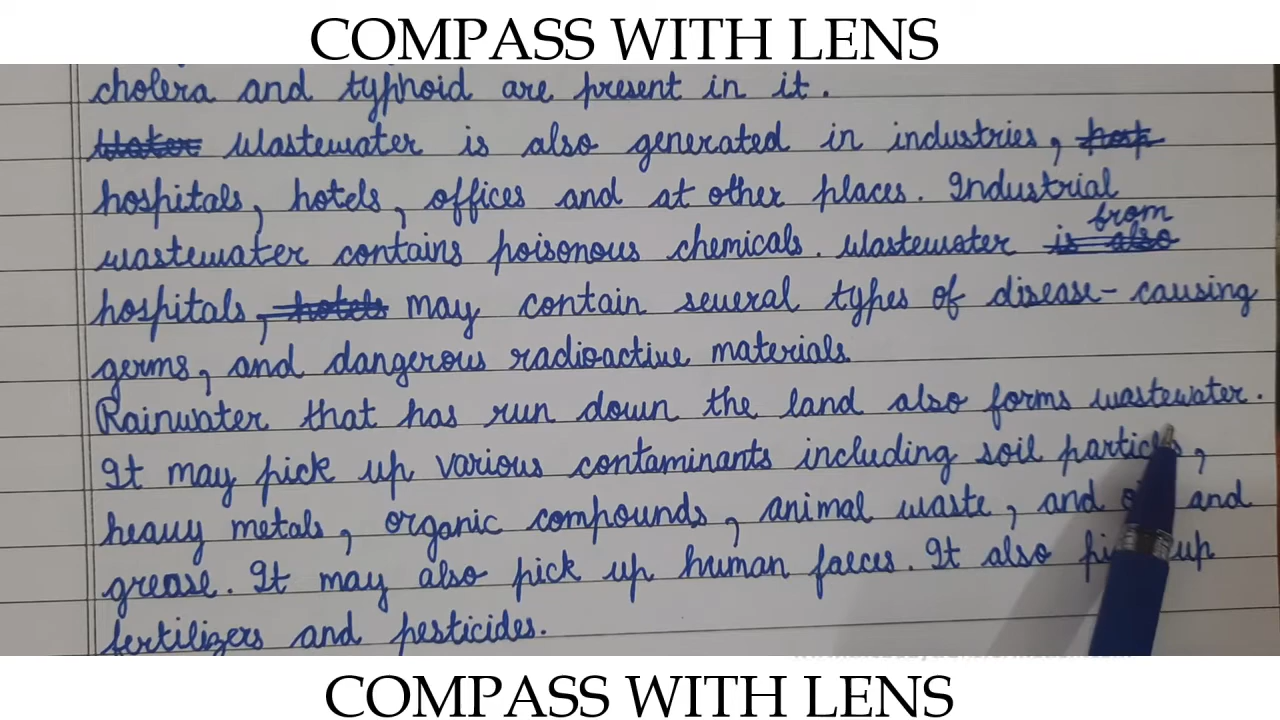 COMPASS WITH LENS
cholera and typhoid are present in it.
Wastewater is also generated in industries,
hospitals, hotels, offices and at other places. Industrial
wastewater contains poisonous chemicals. Wastewater from
hospitals, may contain several types of disease-causing
germs, and dangerous radioactive materials.
Rainwater that has run down the land also forms wastewater.
It may pick up various contaminants including soil particles,
heavy metals, organic compounds, animal waste, and and
grease. It may also pick up human faeces. It also up
fertilizers and pesticides.
COMPASS WITH LENS